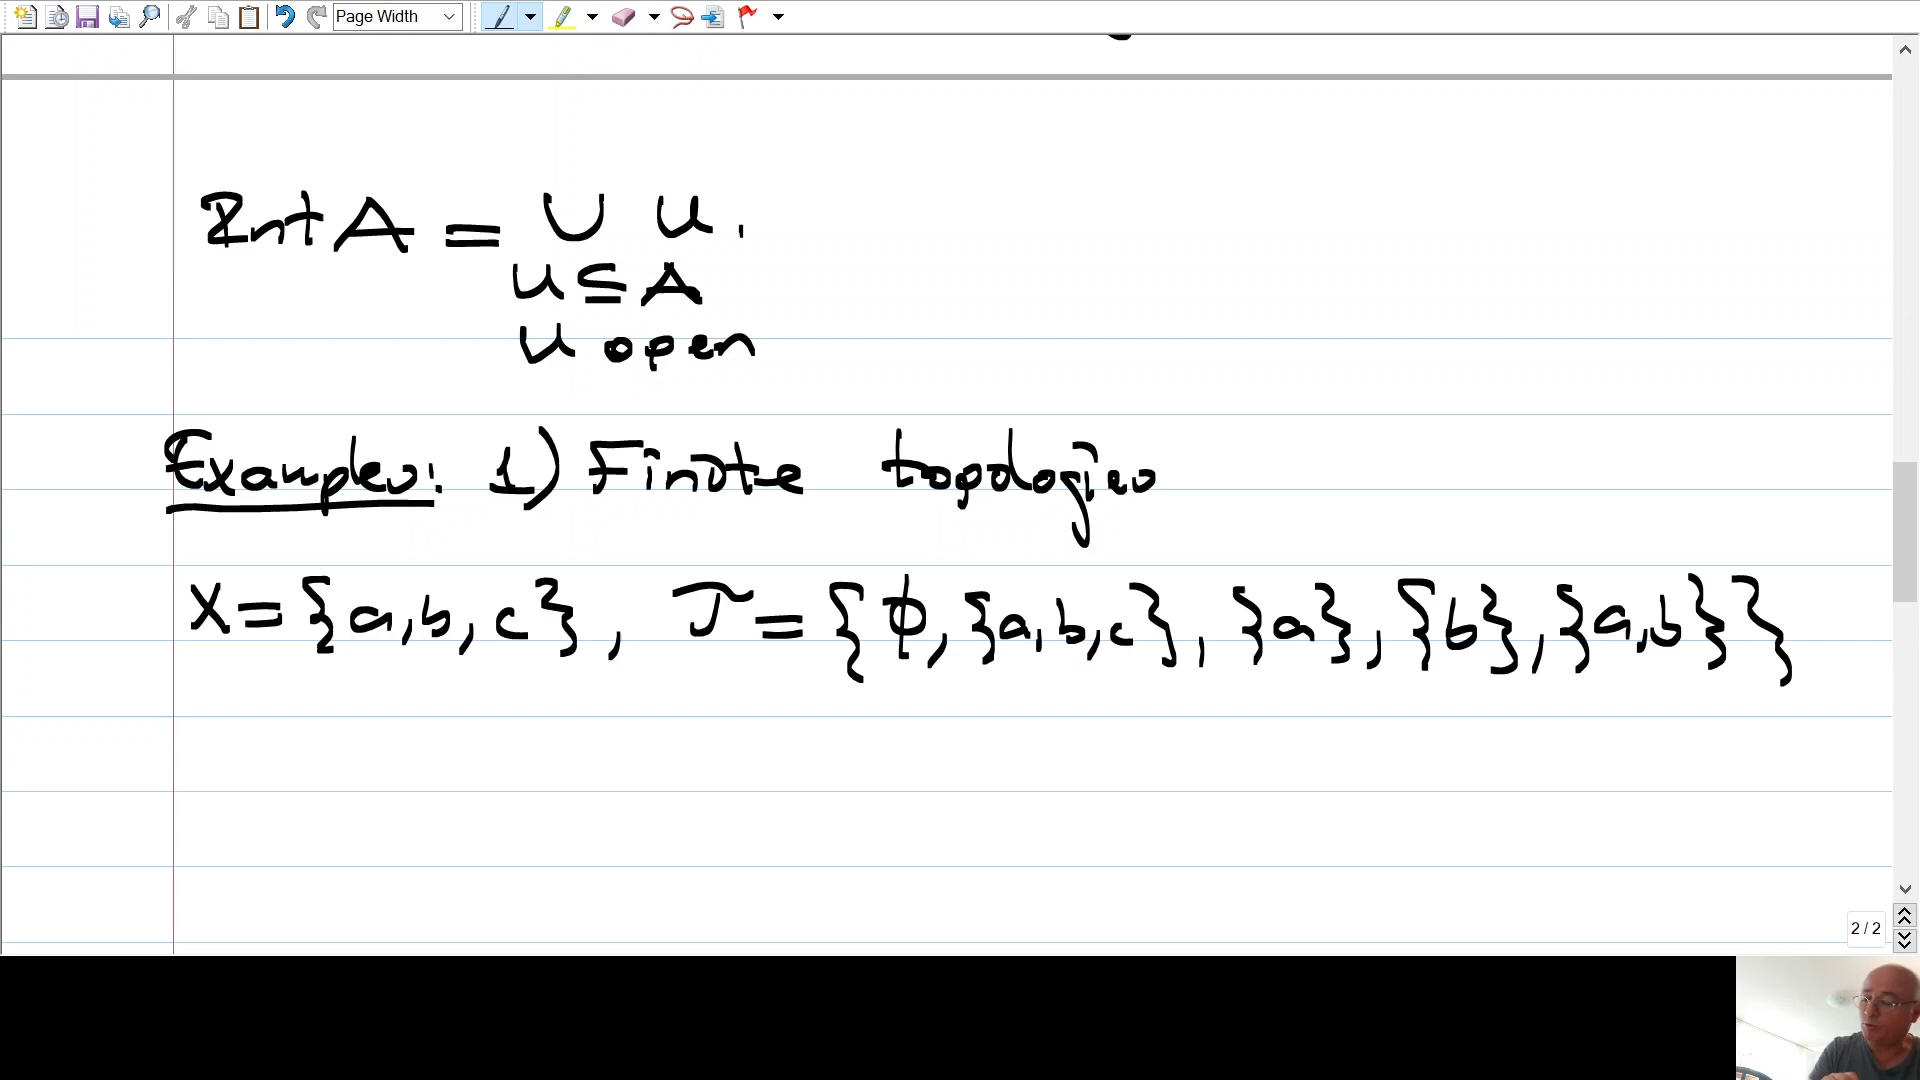 Page Width
Int A = ∪ U.
U ⊆ A
U open
Examples: 1) Finite topologies
X = {a, b, c}, 𝒯 = {ϕ, {a, b, c}, {a}, {b}, {a, b}}
2 / 2